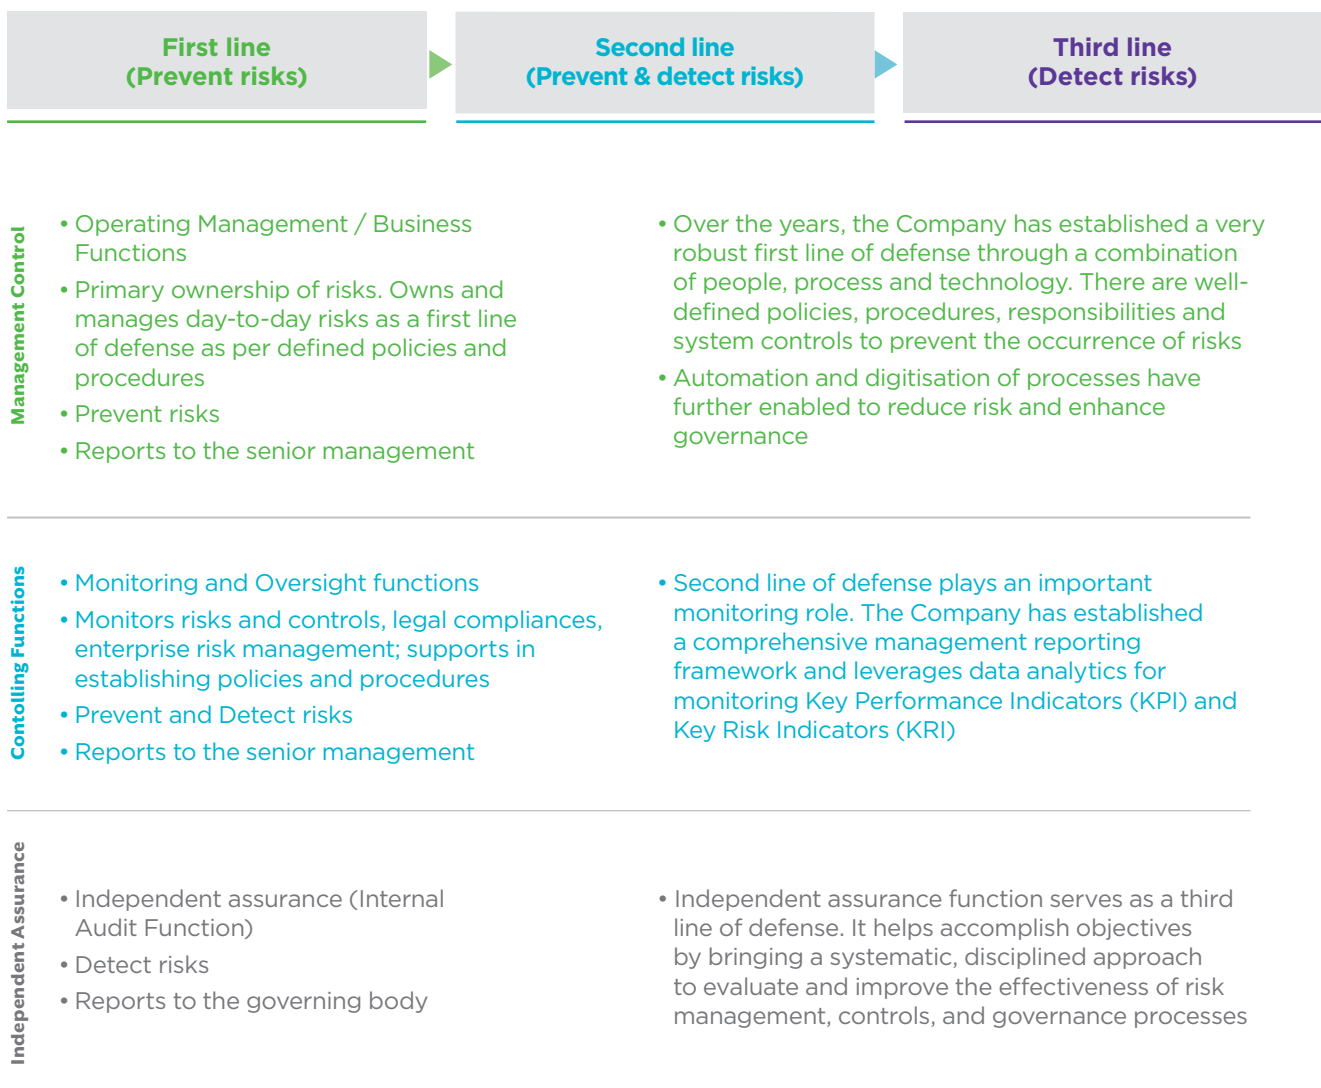 First line
(Prevent risks)
Second line
(Prevent & detect risks)
Third line
(Detect risks)
Management Control
• Operating Management / Business
Functions
• Primary ownership of risks. Owns and
manages day-to-day risks as a first line
of defense as per defined policies and
procedures
• Prevent risks
• Reports to the senior management
• Over the years, the Company has established a very
robust first line of defense through a combination
of people, process and technology. There are well-
defined policies, procedures, responsibilities and
system controls to prevent the occurrence of risks
• Automation and digitisation of processes have
further enabled to reduce risk and enhance
governance
Contolling Functions
• Monitoring and Oversight functions
• Monitors risks and controls, legal compliances,
enterprise risk management; supports in
establishing policies and procedures
• Prevent and Detect risks
• Reports to the senior management
• Second line of defense plays an important
monitoring role. The Company has established
a comprehensive management reporting
framework and leverages data analytics for
monitoring Key Performance Indicators (KPI) and
Key Risk Indicators (KRI)
Independent Assurance
• Independent assurance (Internal
Audit Function)
• Detect risks
• Reports to the governing body
• Independent assurance function serves as a third
line of defense. It helps accomplish objectives
by bringing a systematic, disciplined approach
to evaluate and improve the effectiveness of risk
management, controls, and governance processes